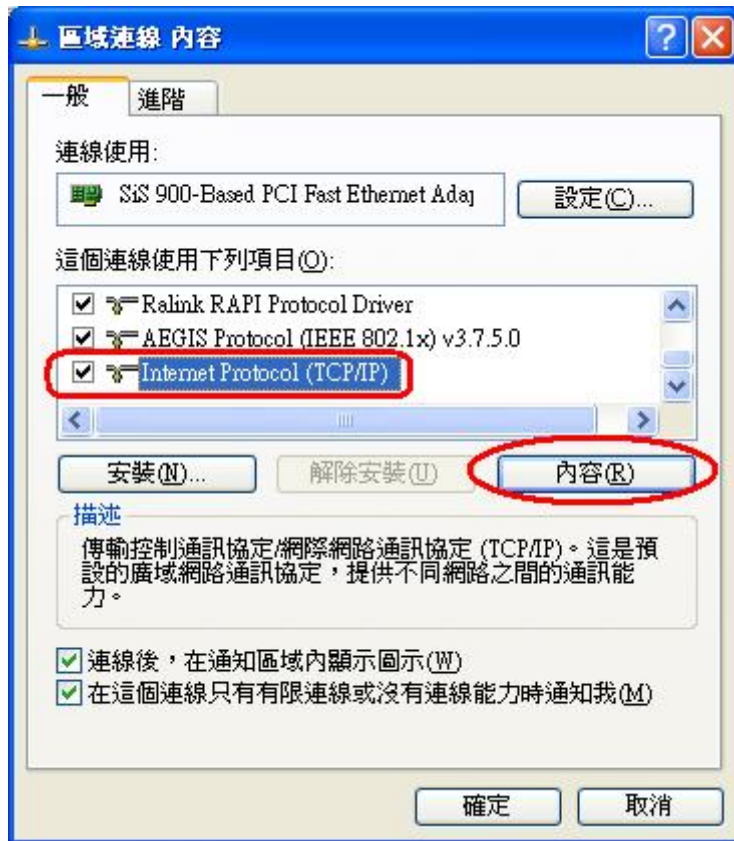 區域連線 內容
一般
進階
連線使用:
SiS 900-Based PCI Fast Ethernet Adap
設定(C)...
這個連線使用下列項目(O):
Ralink RAPI Protocol Driver
AEGIS Protocol (IEEE 802.1x) v3.7.5.0
Internet Protocol (TCP/IP)
安裝(N)...
解除安裝(U)
內容(R)
描述
傳輸控制通訊協定/網際網路通訊協定 (TCP/IP)。這是預
設的廣域網路通訊協定，提供不同網路之間的通訊能
力。
連線後，在通知區域內顯示圖示(W)
在這個連線只有有限連線或沒有連線能力時通知我(M)
確定
取消